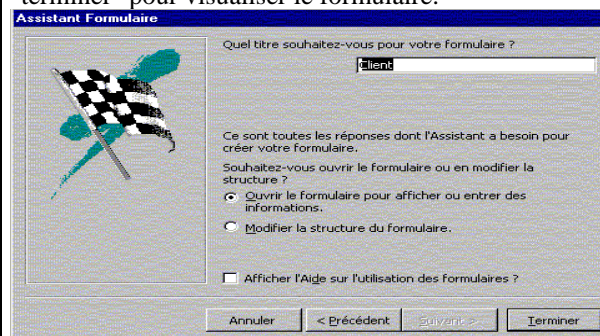 terminer" pour visualiser le formulaire.
Assistant Formulaire
Quel titre souhaitez-vous pour votre formulaire ?
Client
Ce sont toutes les réponses dont l'Assistant a besoin pour
créer votre formulaire.
Souhaitez-vous ouvrir le formulaire ou en modifier la
structure ?
Ouvrir le formulaire pour afficher ou entrer des
informations.
Modifier la structure du formulaire.
Afficher l'Aide sur l'utilisation des formulaires ?
Annuler
< Précédent
Suivant >
Terminer